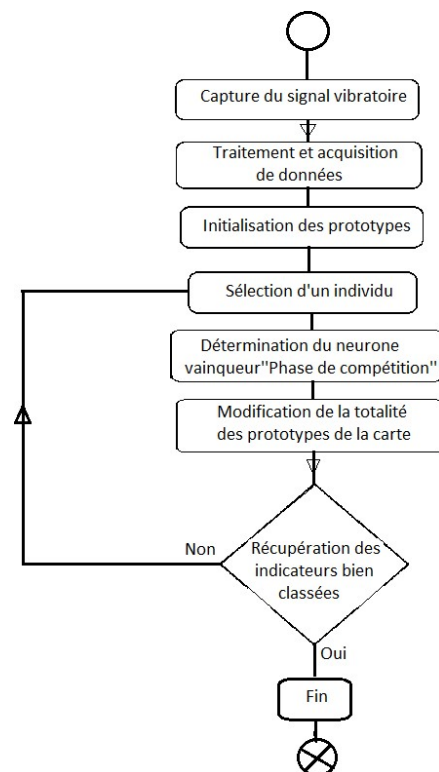 Capture du signal vibratoire
Traitement et acquisition
de données
Initialisation des prototypes
Sélection d'un individu
Détermination du neurone
vainqueur"Phase de compétition"
Modification de la totalité
des prototypes de la carte
Non
Récupération des
indicateurs bien
classées
Oui
Fin